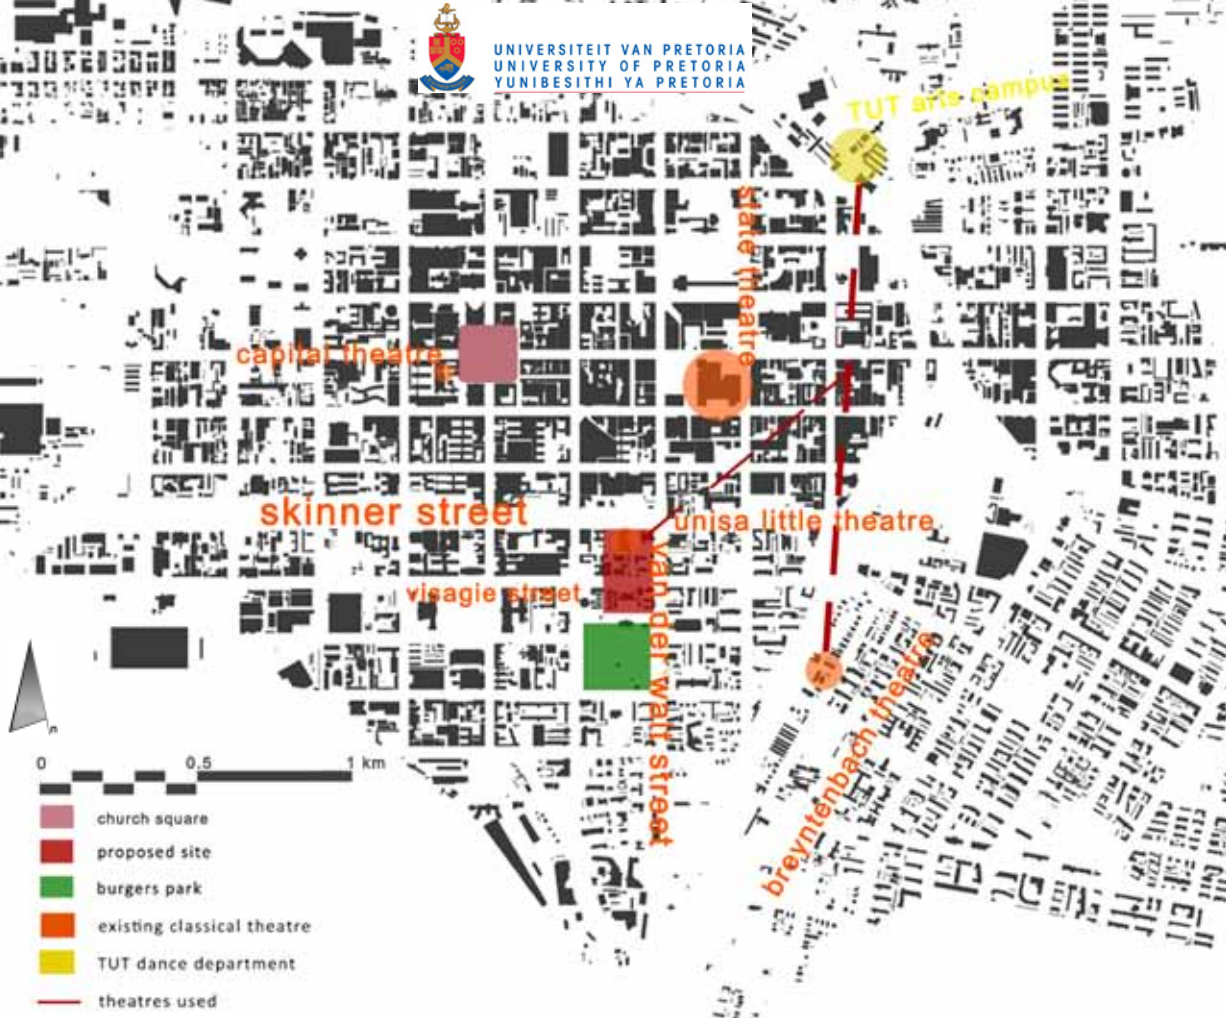 UNIVERSITEIT VAN PRETORIA
UNIVERSITY OF PRETORIA
YUNIBESITHI YA PRETORIA
TUT arts campus
state theatre
capital theatre
skinner street
unisa little theatre
visagie street
van der walt street
breyntenbach theatre
n
0 0.5 1 km
church square
proposed site
burgers park
existing classical theatre
TUT dance department
theatres used